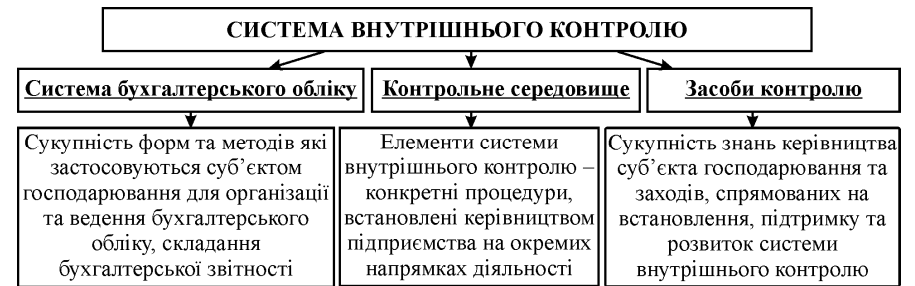 СИСТЕМА ВНУТРІШНЬОГО КОНТРОЛЮ
Система бухгалтерського обліку
Контрольне середовище
Засоби контролю
Сукупність форм та методів які
застосовуються суб’єктом
господарювання для організації
та ведення бухгалтерського
обліку, складання
бухгалтерської звітності
Елементи системи
внутрішнього контролю –
конкретні процедури,
встановлені керівництвом
підприємства на окремих
напрямках діяльності
Сукупність знань керівництва
суб’єкта господарювання та
заходів, спрямованих на
встановлення, підтримку та
розвиток системи
внутрішнього контролю